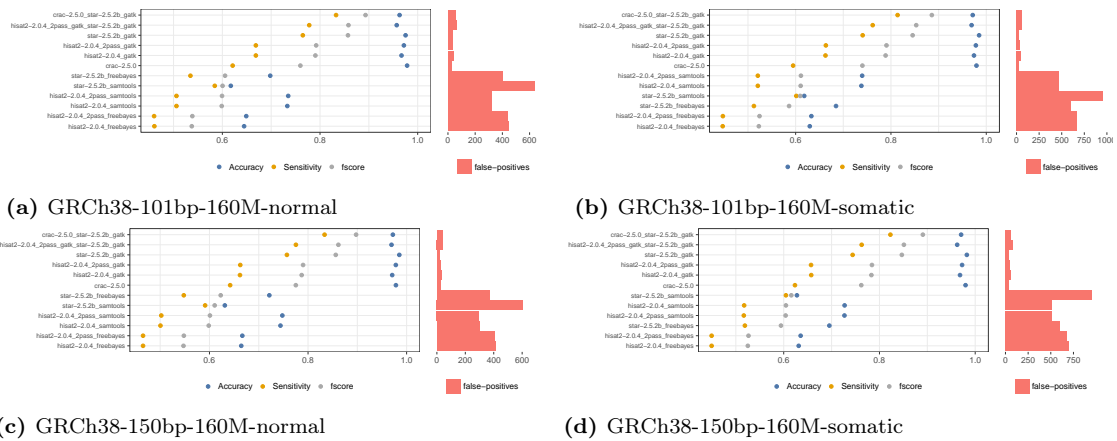 crac-2.5.0_star-2.5.2b_gatk
hisat2-2.0.4_2pass_gatk_star-2.5.2b_gatk
star-2.5.2b_gatk
hisat2-2.0.4_2pass_gatk
hisat2-2.0.4_gatk
crac-2.5.0
star-2.5.2b_freebayes
star-2.5.2b_samtools
hisat2-2.0.4_2pass_samtools
hisat2-2.0.4_samtools
hisat2-2.0.4_2pass_freebayes
hisat2-2.0.4_freebayes
0.6 0.8 1.0
0 200 400 600
Accuracy Sensitivity fscore
false-positives
(a) GRCh38-101bp-160M-normal
crac-2.5.0_star-2.5.2b_gatk
hisat2-2.0.4_2pass_gatk_star-2.5.2b_gatk
star-2.5.2b_gatk
hisat2-2.0.4_2pass_gatk
hisat2-2.0.4_gatk
crac-2.5.0
hisat2-2.0.4_2pass_samtools
hisat2-2.0.4_samtools
star-2.5.2b_samtools
star-2.5.2b_freebayes
hisat2-2.0.4_2pass_freebayes
hisat2-2.0.4_freebayes
0.6 0.8 1.0
0 250 500 750 1000
Accuracy Sensitivity fscore
false-positives
(b) GRCh38-101bp-160M-somatic
crac-2.5.0_star-2.5.2b_gatk
hisat2-2.0.4_2pass_gatk_star-2.5.2b_gatk
star-2.5.2b_gatk
hisat2-2.0.4_2pass_gatk
hisat2-2.0.4_gatk
crac-2.5.0
star-2.5.2b_freebayes
star-2.5.2b_samtools
hisat2-2.0.4_2pass_samtools
hisat2-2.0.4_samtools
hisat2-2.0.4_2pass_freebayes
hisat2-2.0.4_freebayes
0.6 0.8 1.0
0 200 400 600
Accuracy Sensitivity fscore
false-positives
(c) GRCh38-150bp-160M-normal
crac-2.5.0_star-2.5.2b_gatk
hisat2-2.0.4_2pass_gatk_star-2.5.2b_gatk
star-2.5.2b_gatk
hisat2-2.0.4_2pass_gatk
hisat2-2.0.4_gatk
crac-2.5.0
star-2.5.2b_samtools
hisat2-2.0.4_samtools
hisat2-2.0.4_2pass_samtools
star-2.5.2b_freebayes
hisat2-2.0.4_2pass_freebayes
hisat2-2.0.4_freebayes
0.6 0.8 1.0
0 250 500 750
Accuracy Sensitivity fscore
false-positives
(d) GRCh38-150bp-160M-somatic